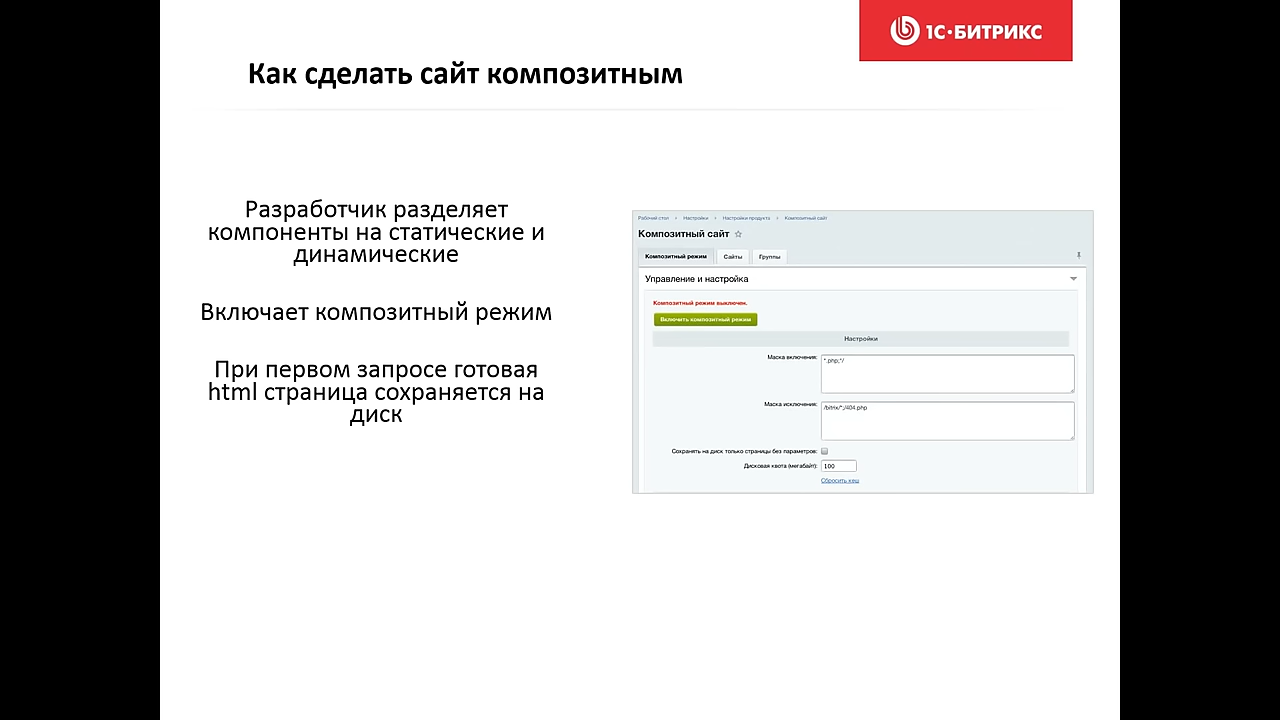 1С·БИТРИКС
Как сделать сайт композитным
Разработчик разделяет
компоненты на статические и
динамические
Включает композитный режим
При первом запросе готовая
html страница сохраняется на
диск
Рабочий стол > Настройки > Настройки продукта > Композитный сайт
Композитный сайт
Композитный режим Сайты Группы
Управление и настройка
Композитный режим выключен.
Включить композитный режим
Настройки
Маска включения: *.php;*/
Маска исключения: /bitrix/*;/404.php
Сохранять на диск только страницы без параметров:
Дисковая квота (мегабайт): 100
Сбросить кеш